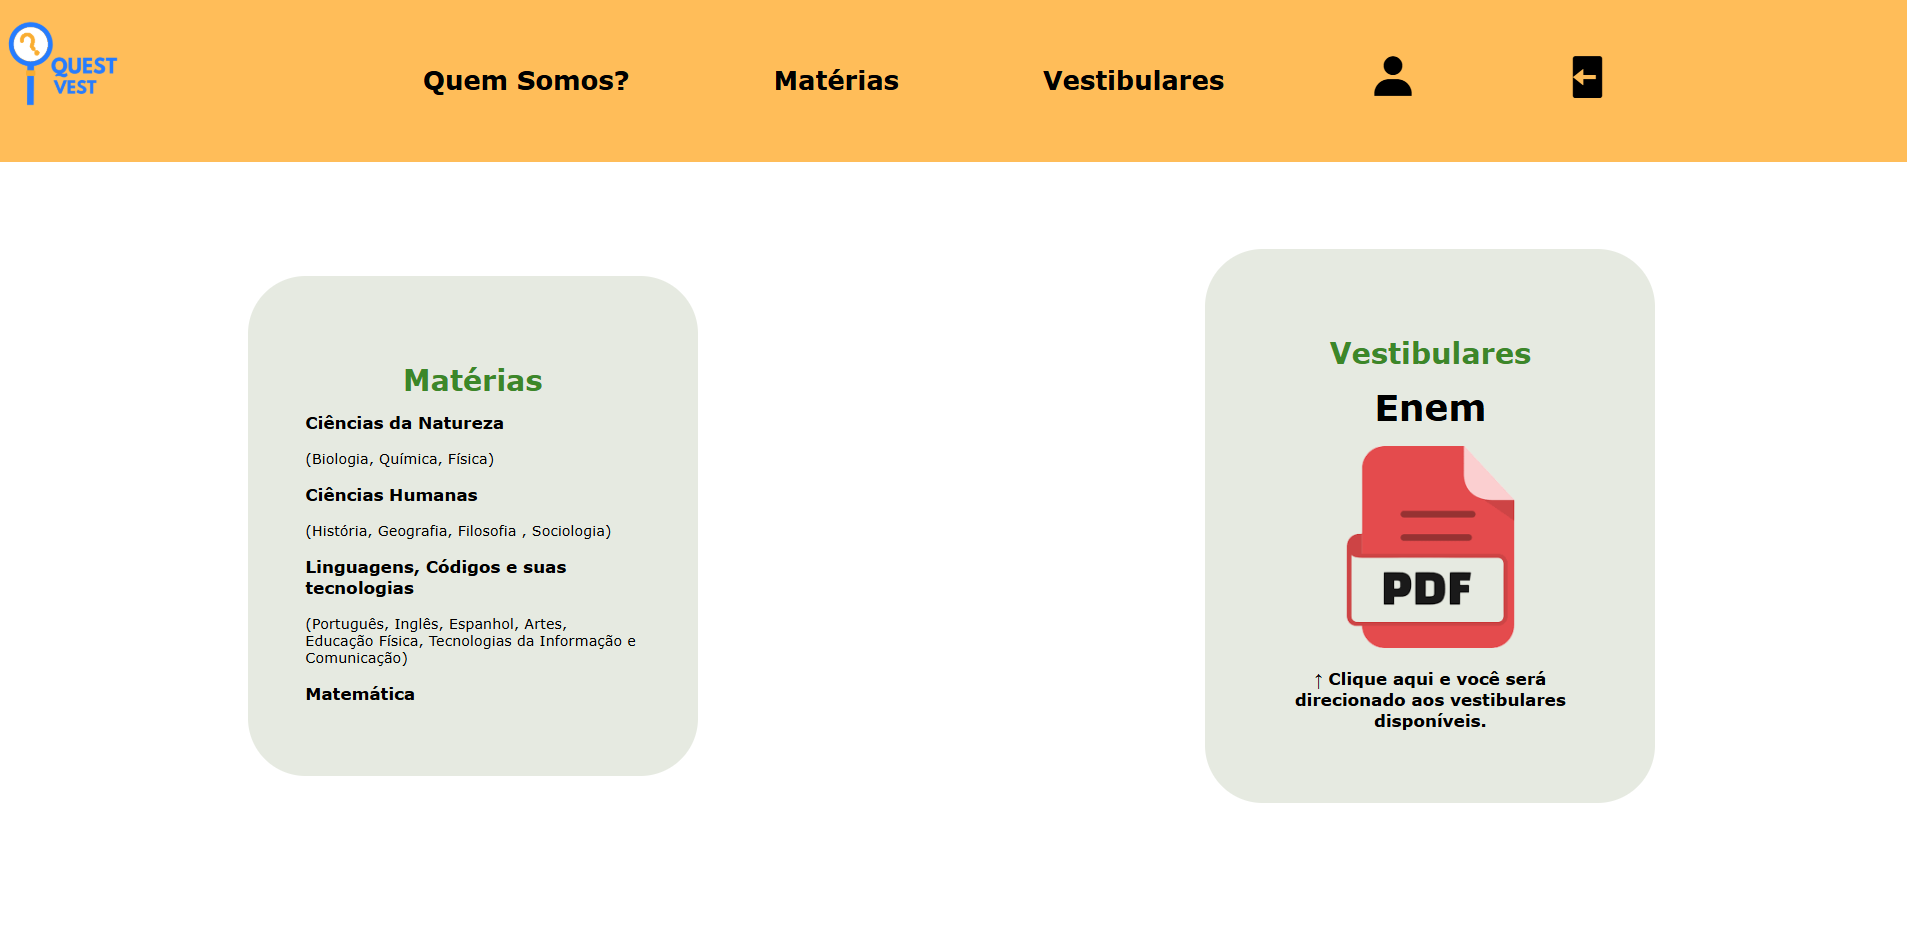 QUEST
VEST
Quem Somos?
Matérias
Vestibulares
Matérias
Ciências da Natureza
(Biologia, Química, Física)
Ciências Humanas
(História, Geografia, Filosofia , Sociologia)
Linguagens, Códigos e suas
tecnologias
(Português, Inglês, Espanhol, Artes,
Educação Física, Tecnologias da Informação e
Comunicação)
Matemática
Vestibulares
Enem
PDF
↑ Clique aqui e você será
direcionado aos vestibulares
disponíveis.